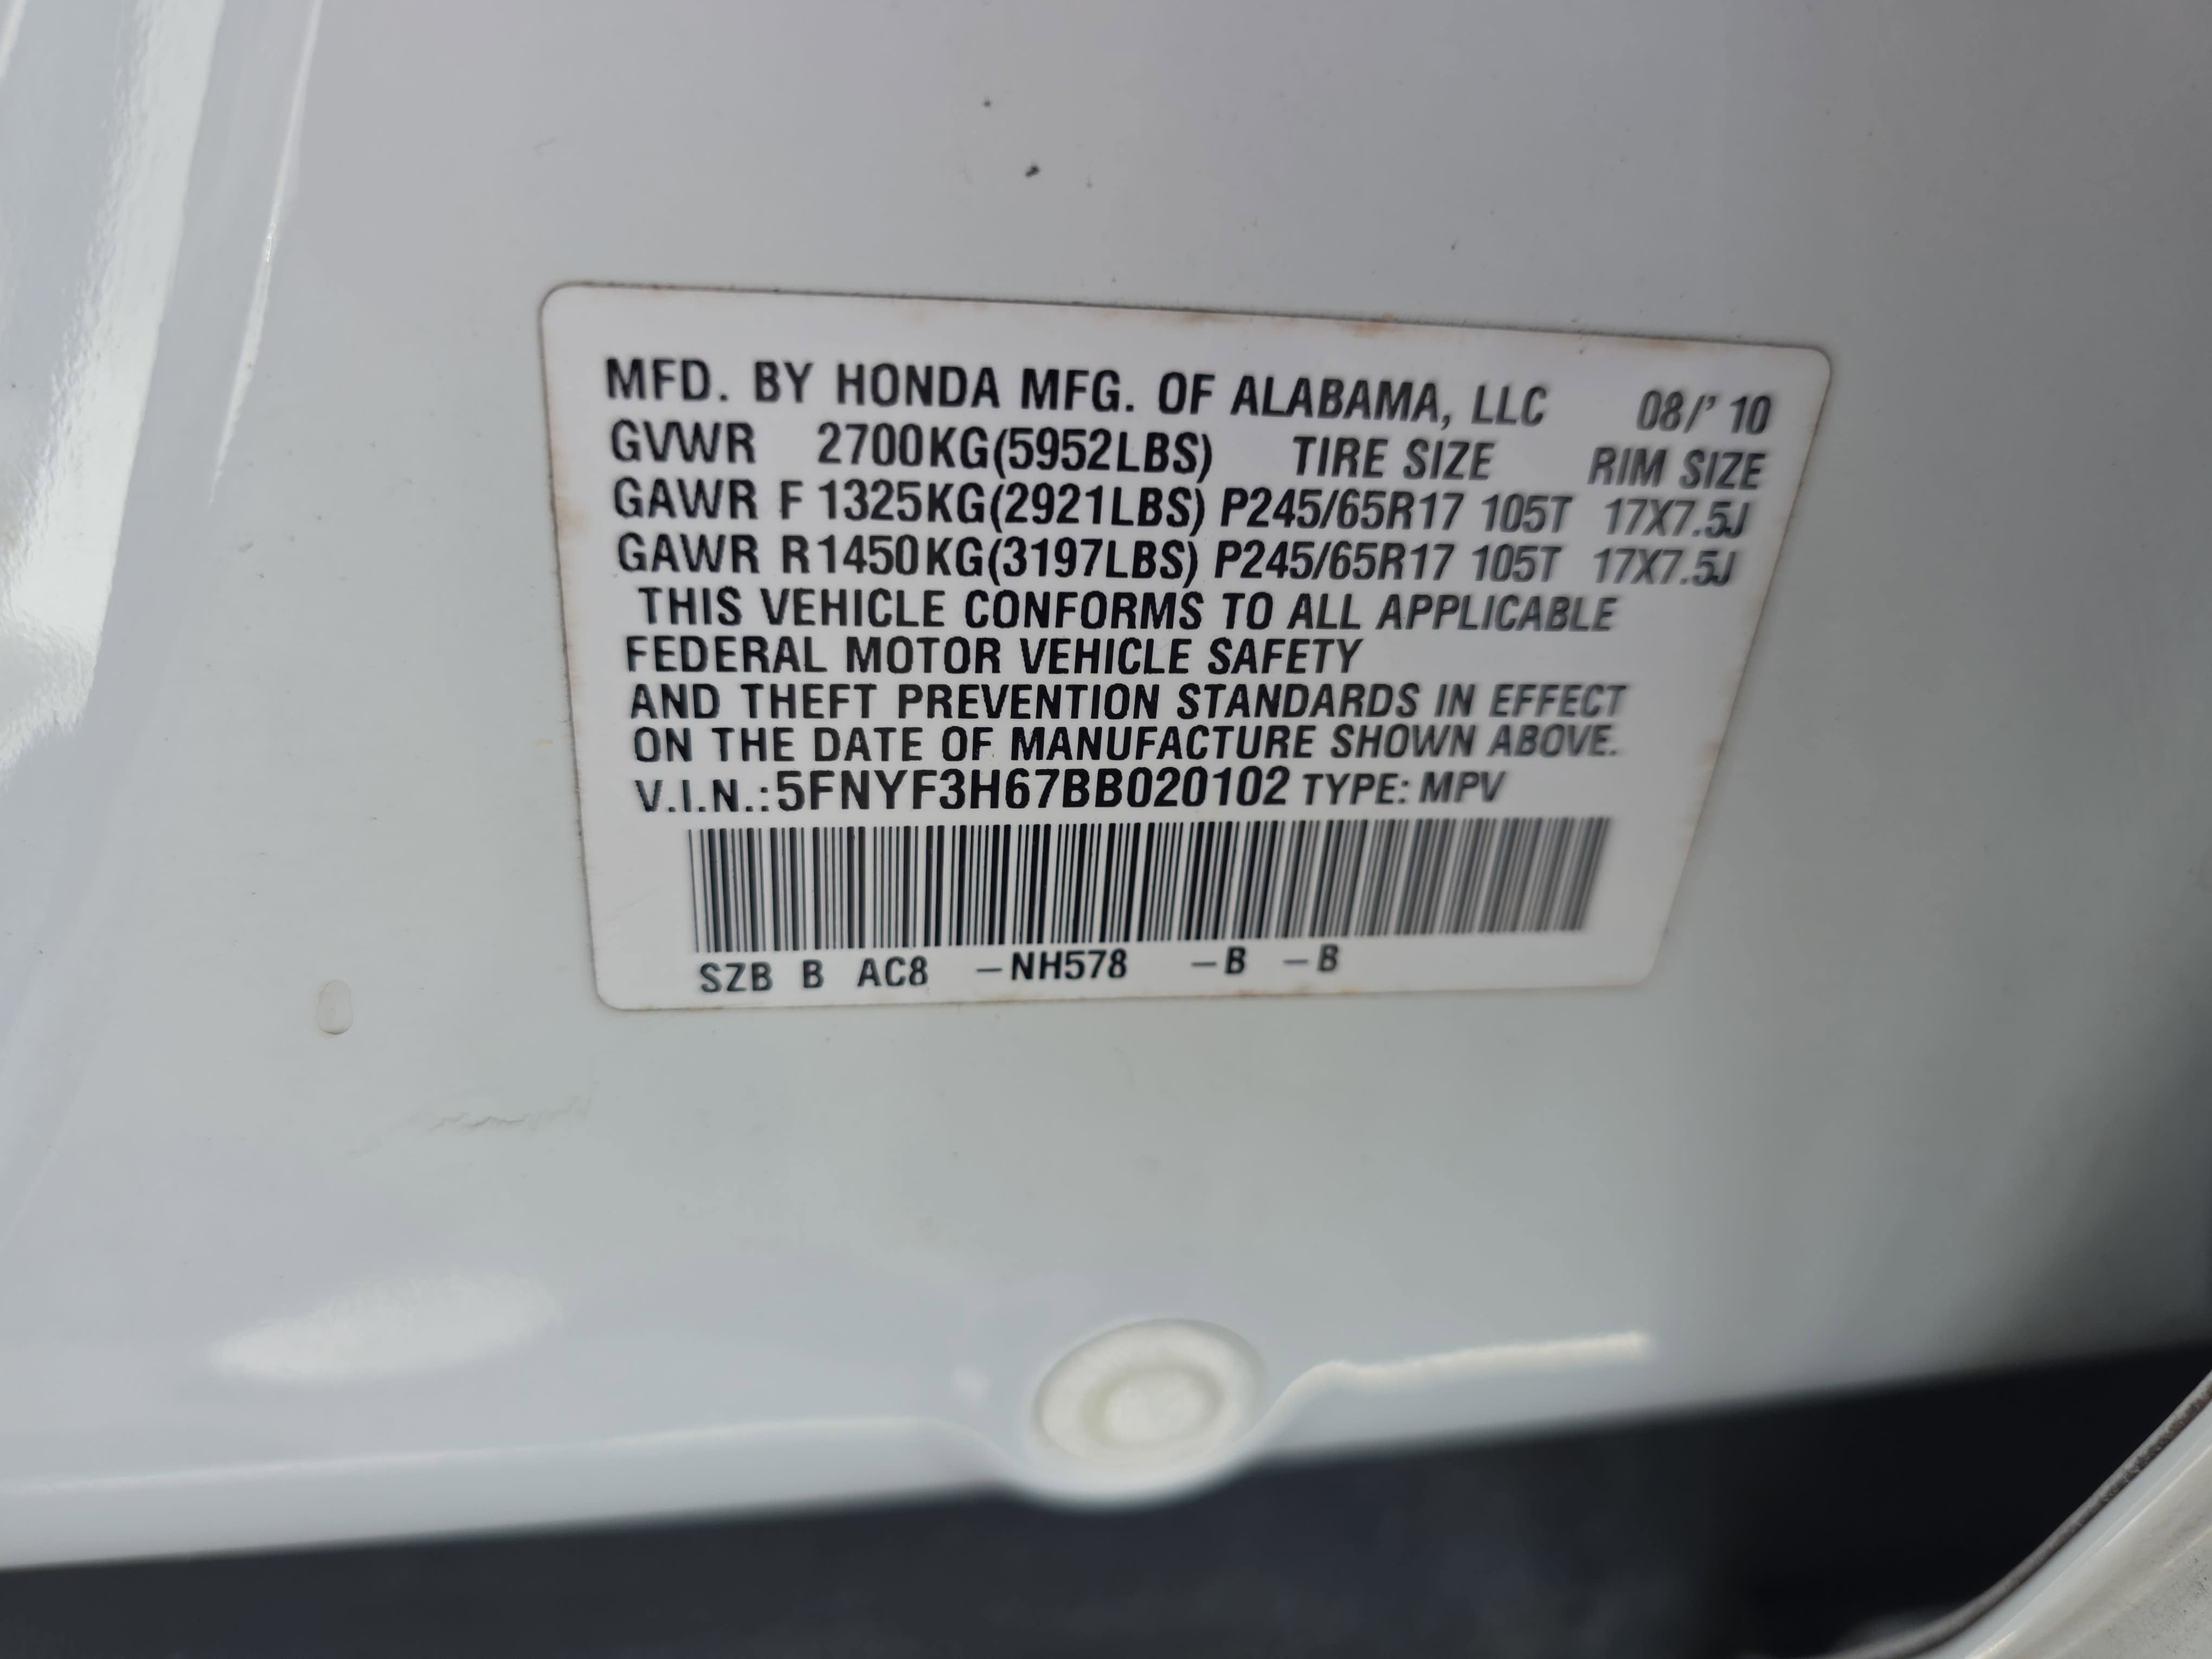 MFD. BY HONDA MFG. OF ALABAMA, LLC 08/' 10
GVWR 2700KG(5952LBS) TIRE SIZE RIM SIZE
GAWR F 1325KG(2921LBS) P245/65R17 105T 17X7.5J
GAWR R1450KG(3197LBS) P245/65R17 105T 17X7.5J
THIS VEHICLE CONFORMS TO ALL APPLICABLE
FEDERAL MOTOR VEHICLE SAFETY
AND THEFT PREVENTION STANDARDS IN EFFECT
ON THE DATE OF MANUFACTURE SHOWN ABOVE.
V.I.N.:5FNYF3H67BB020102 TYPE: MPV
SZB B AC8 –NH578 –B –B